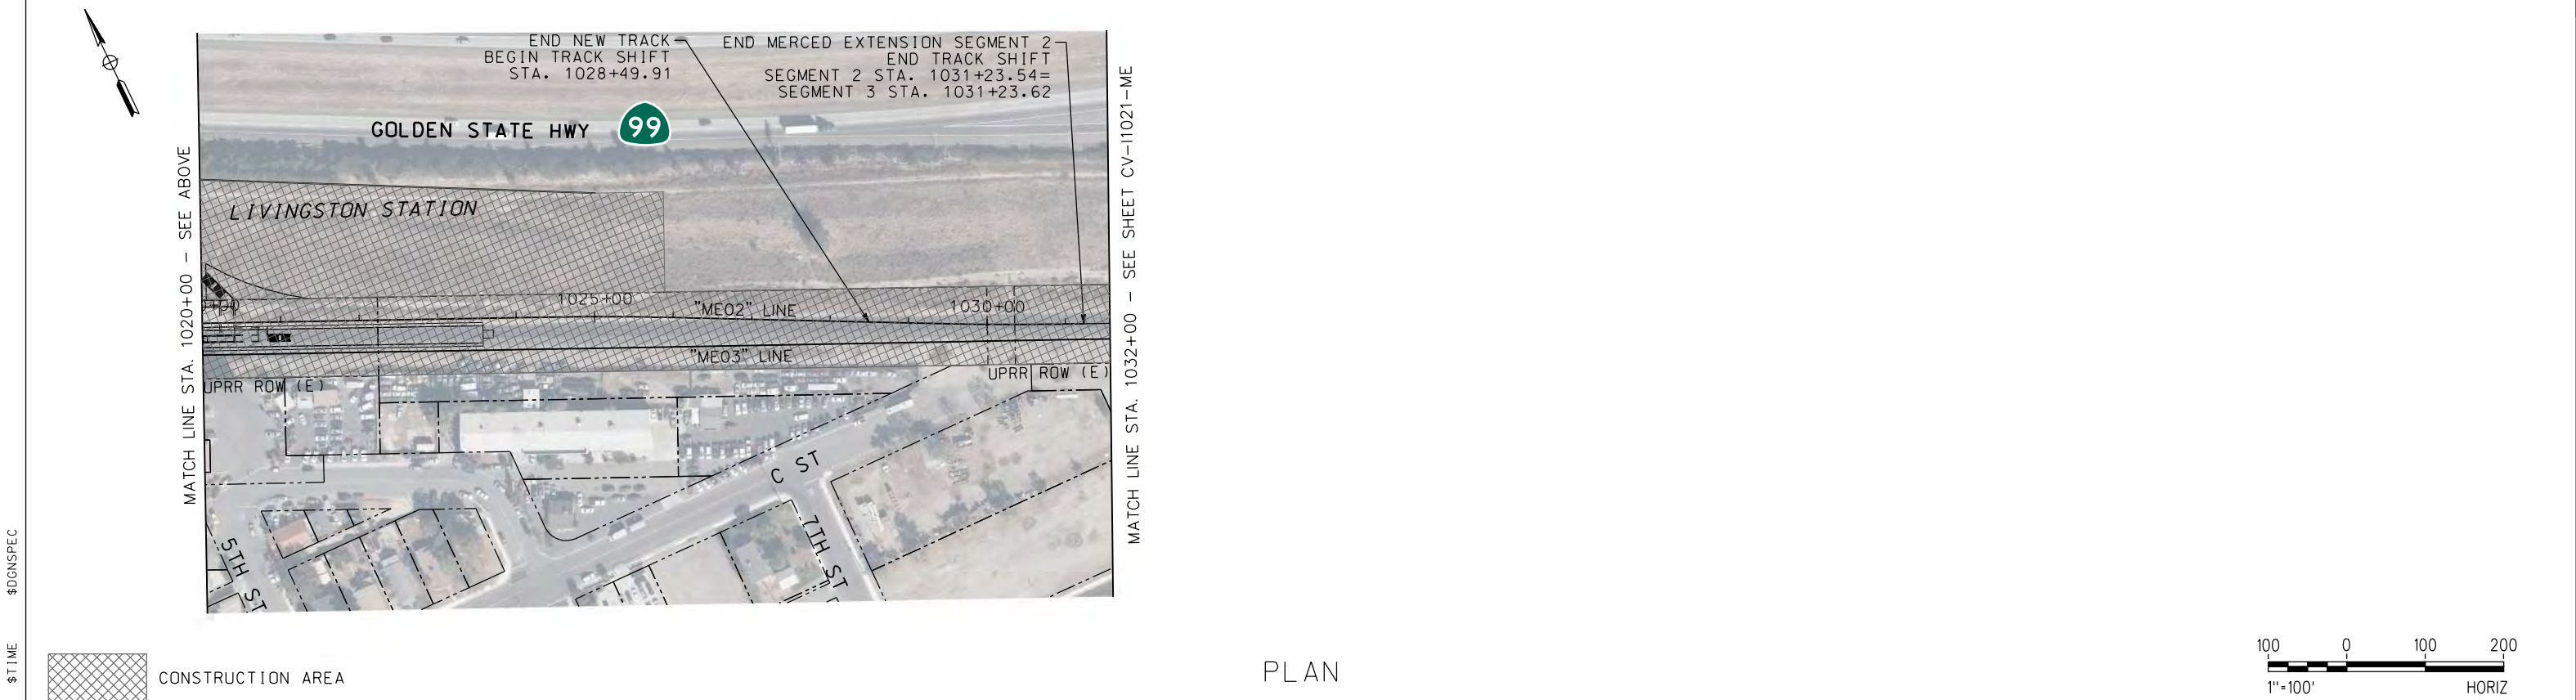 END NEW TRACK
BEGIN TRACK SHIFT
STA. 1028+49.91
END MERCED EXTENSION SEGMENT 2
END TRACK SHIFT
SEGMENT 2 STA. 1031+23.54=
SEGMENT 3 STA. 1031+23.62
GOLDEN STATE HWY 99
MATCH LINE STA. 1020+00 - SEE ABOVE
MATCH LINE STA. 1032+00 - SEE SHEET CV-I1021-ME
LIVINGSTON STATION
1025+00
1030+00
"ME02" LINE
"ME03" LINE
UPRR ROW (E)
UPRR ROW (E)
C ST
7TH ST
5TH ST
$DGNSPEC
$TIME
CONSTRUCTION AREA
PLAN
100 0 100 200
1"=100' HORIZ